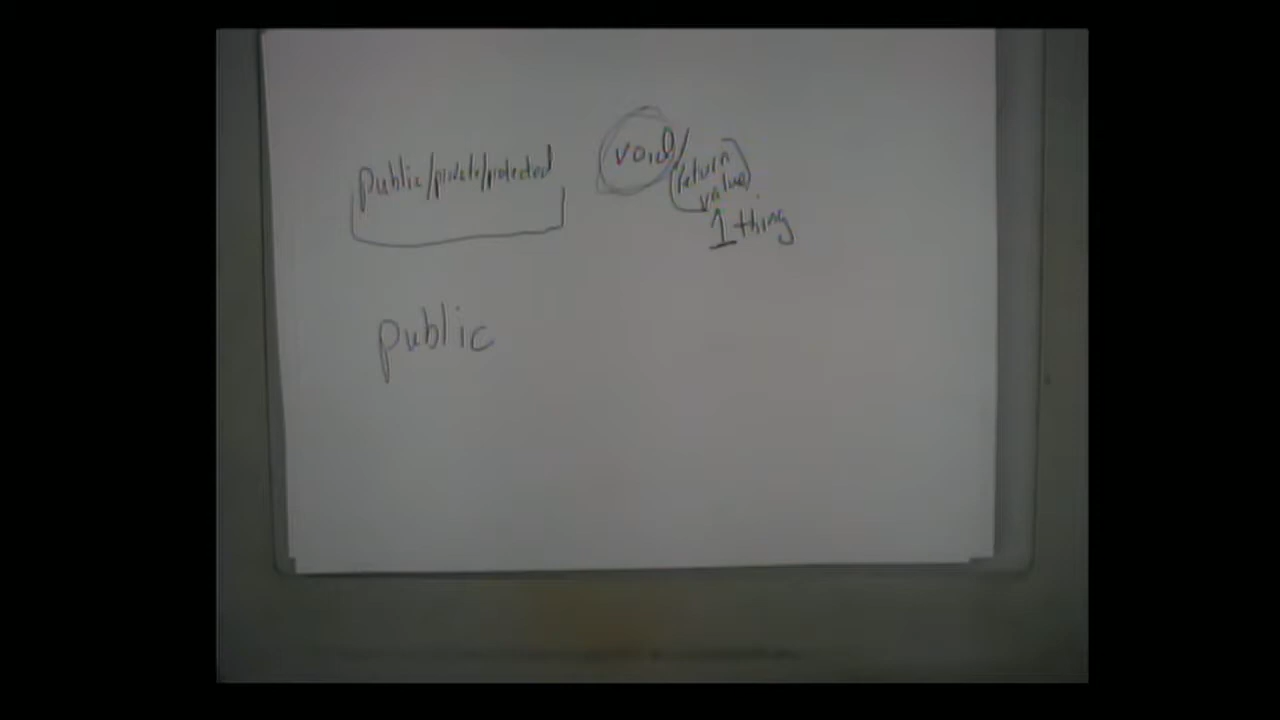 public/private/protected void/
(return
value)
1 thing
public